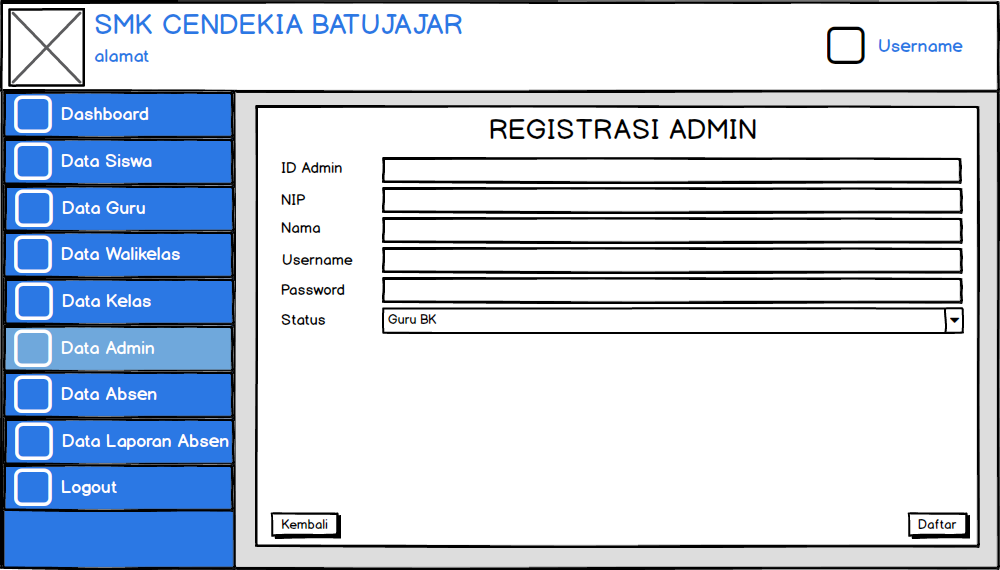 SMK CENDEKIA BATUJAJAR
alamat
Username
Dashboard
Data Siswa
Data Guru
Data Walikelas
Data Kelas
Data Admin
Data Absen
Data Laporan Absen
Logout
REGISTRASI ADMIN
ID Admin
NIP
Nama
Username
Password
Status
Guru BK
Kembali
Daftar